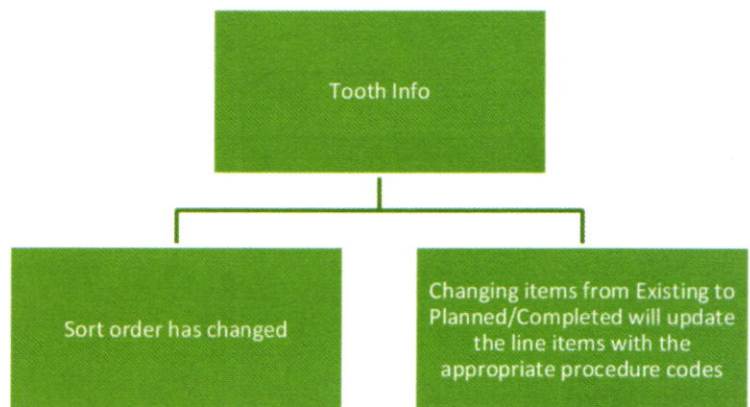 Tooth Info
Sort order has changed
Changing items from Existing to
Planned/Completed will update
the line items with the
appropriate procedure codes